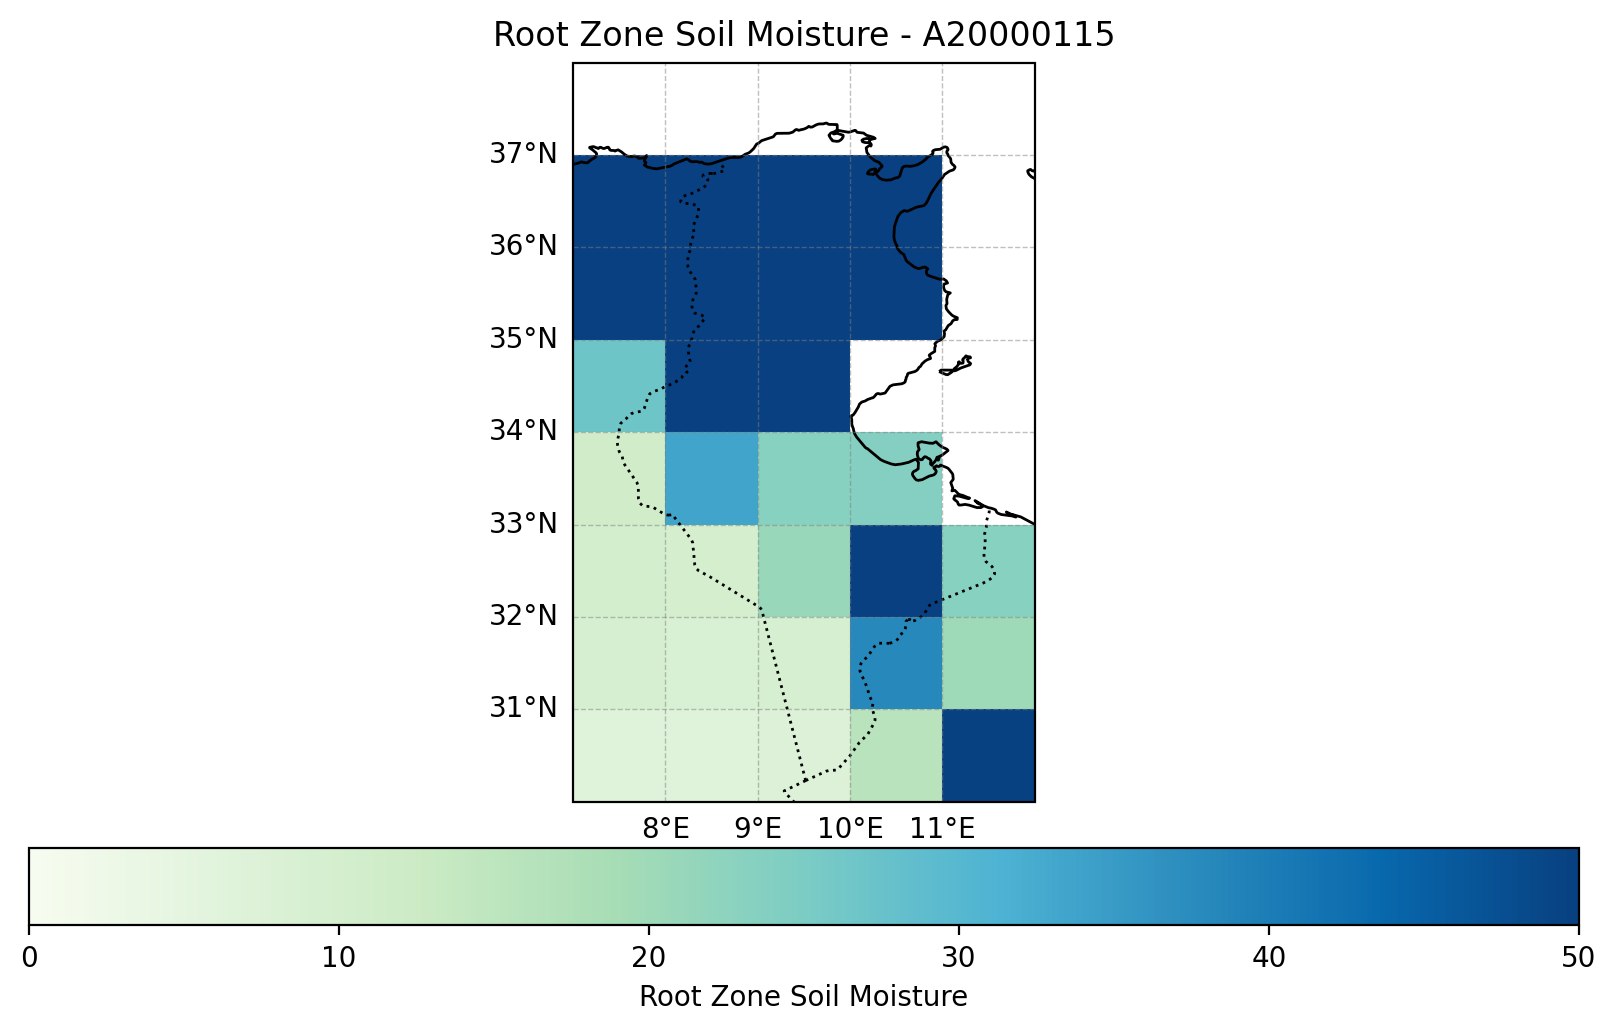 Root Zone Soil Moisture - A20000115
37°N
36°N
35°N
34°N
33°N
32°N
31°N
8°E 9°E 10°E 11°E
0 10 20 30 40 50
Root Zone Soil Moisture